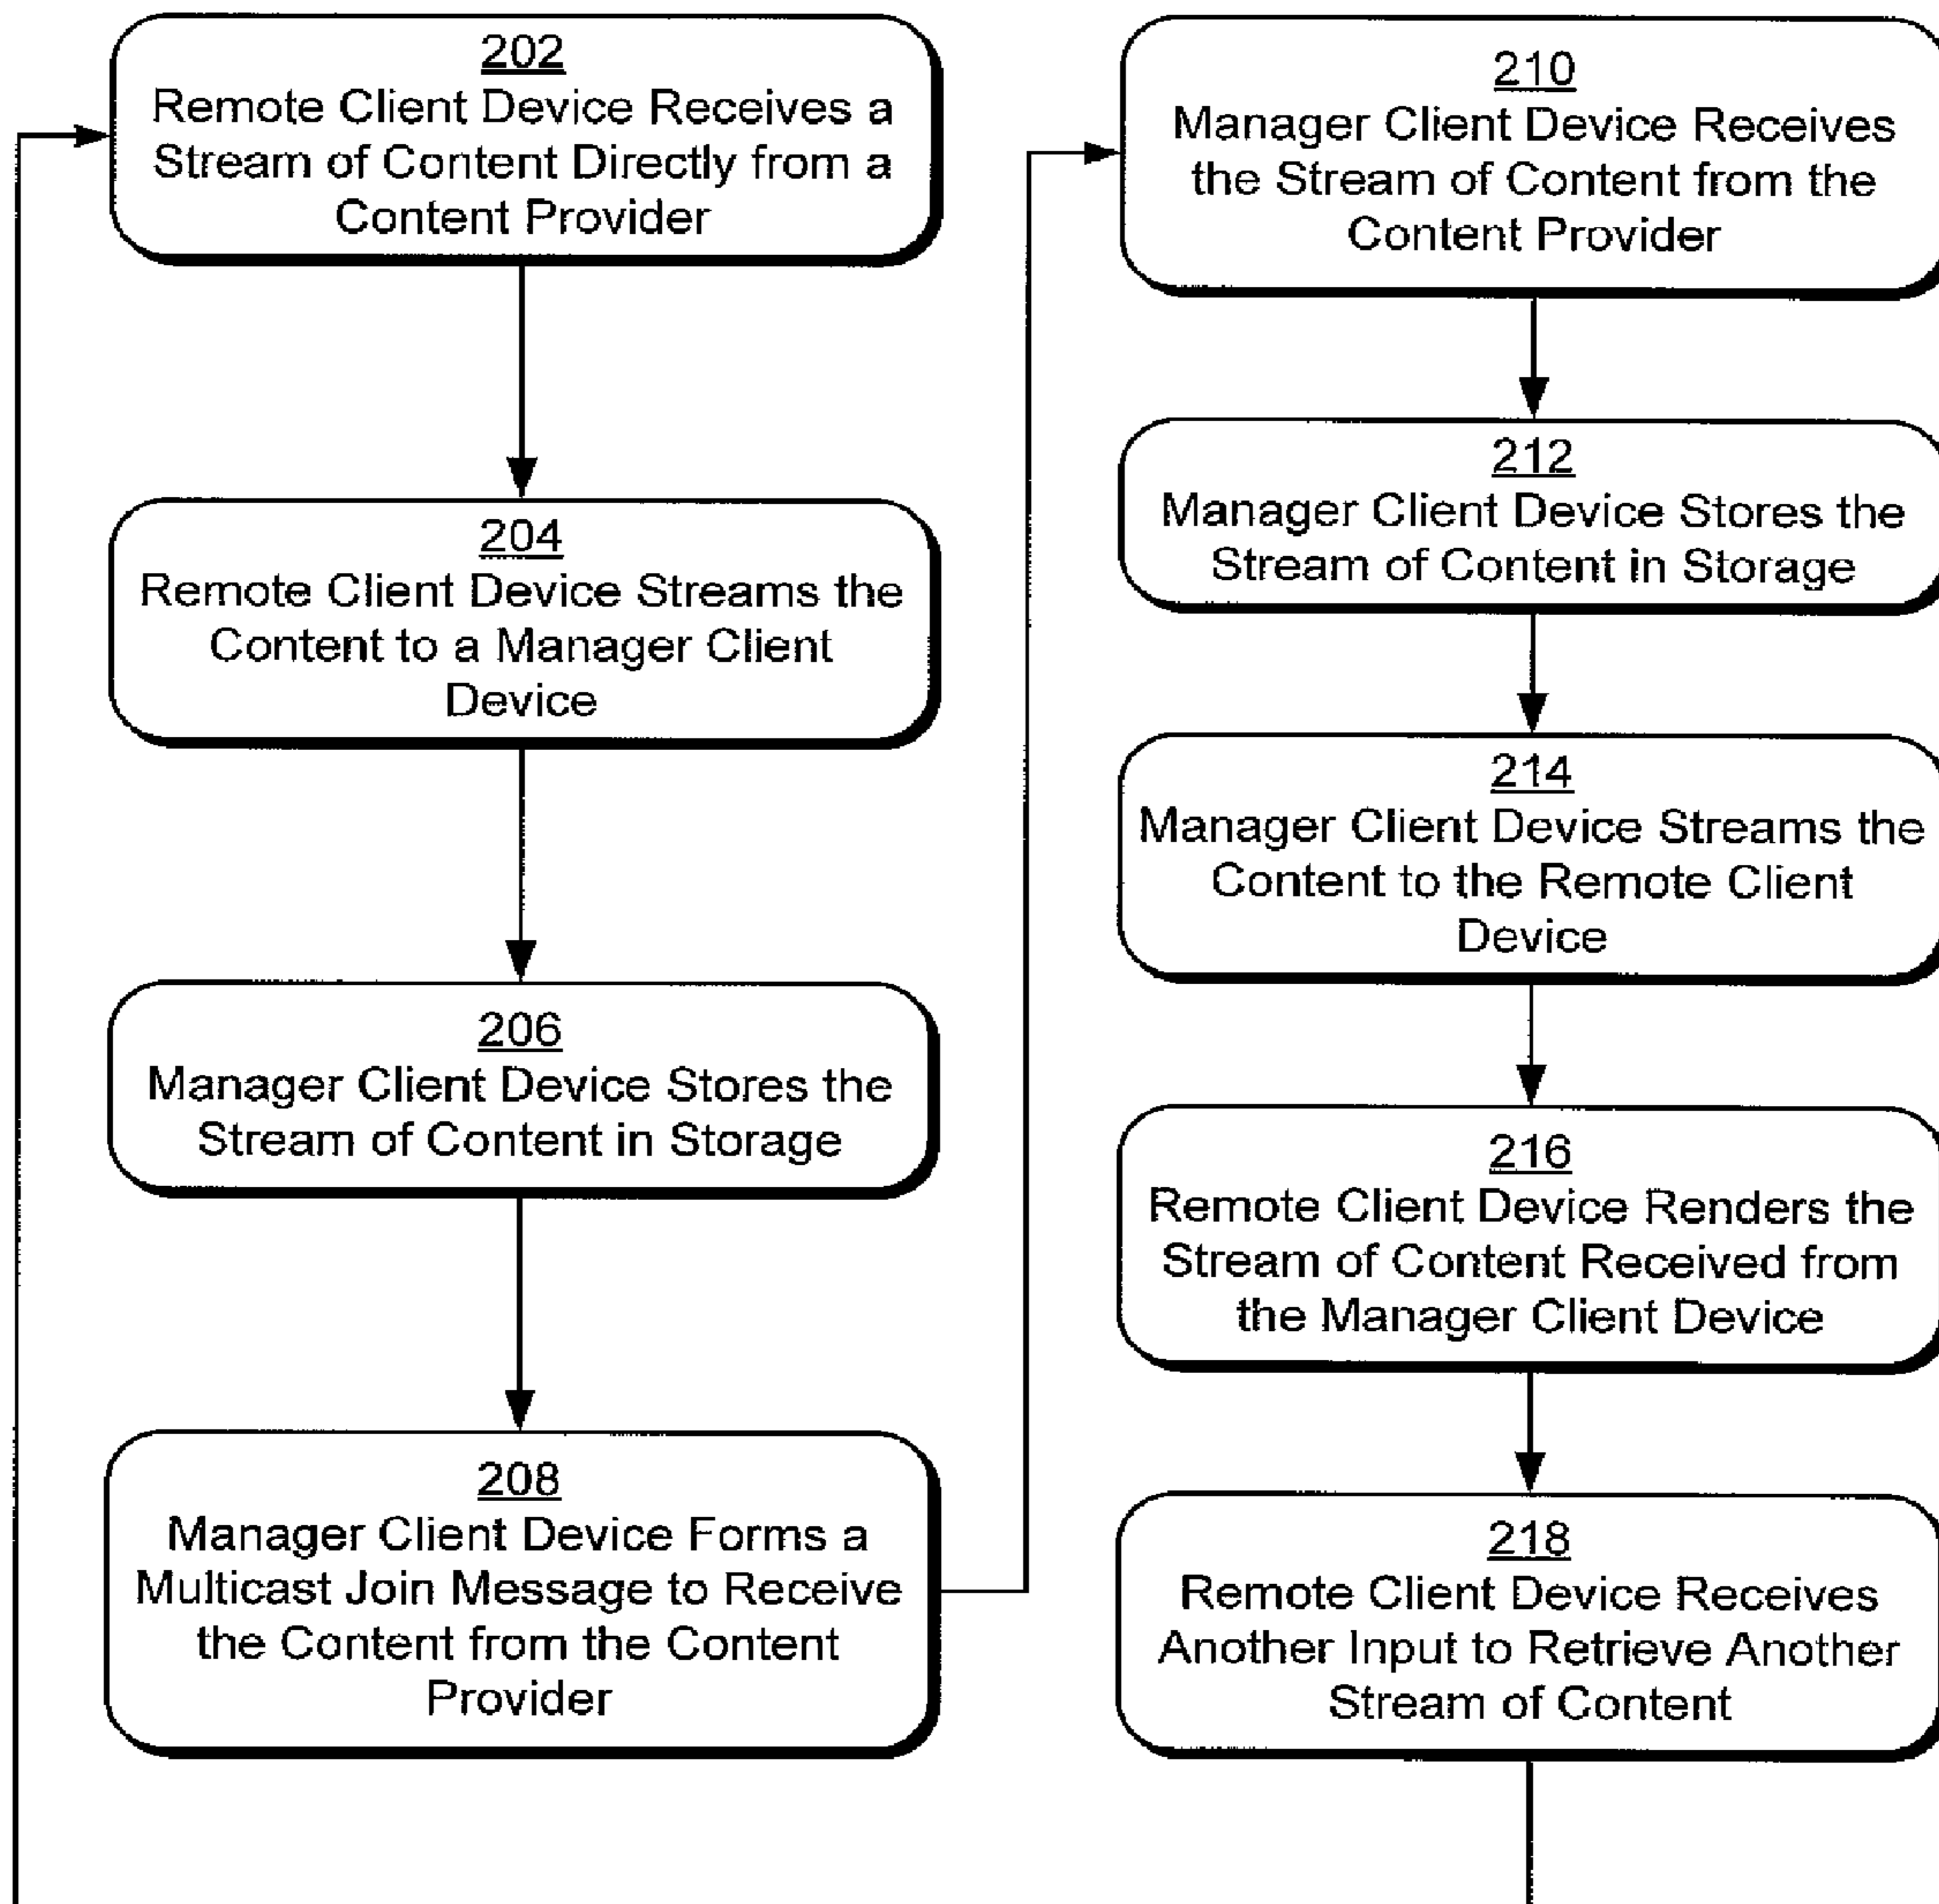 202
Remote Client Device Receives a
Stream of Content Directly from a
Content Provider
204
Remote Client Device Streams the
Content to a Manager Client
Device
206
Manager Client Device Stores the
Stream of Content in Storage
208
Manager Client Device Forms a
Multicast Join Message to Receive
the Content from the Content
Provider
210
Manager Client Device Receives
the Stream of Content from the
Content Provider
212
Manager Client Device Stores the
Stream of Content in Storage
214
Manager Client Device Streams the
Content to the Remote Client
Device
216
Remote Client Device Renders the
Stream of Content Received from
the Manager Client Device
218
Remote Client Device Receives
Another Input to Retrieve Another
Stream of Content